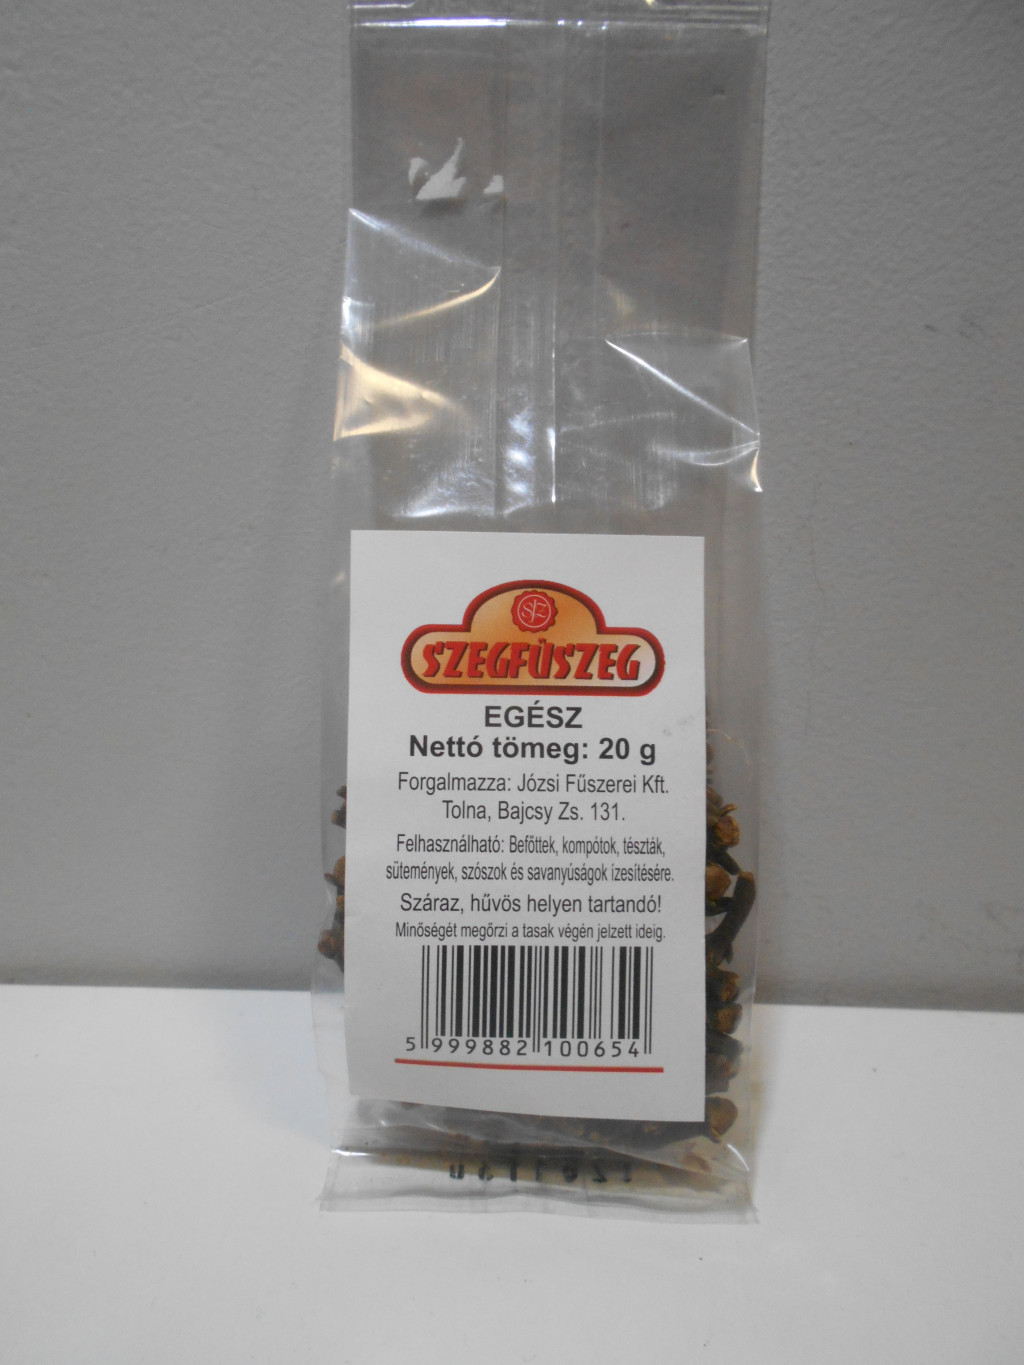 SZ
SZEGFŰSZEG
EGÉSZ
Nettó tömeg: 20 g
Forgalmazza: Józsi Fűszerei Kft.
Tolna, Bajcsy Zs. 131.
Felhasználható: Befőttek, kompótok, tészták,
sütemények, szószok és savanyúságok ízesítésére.
Száraz, hűvös helyen tartandó!
Minőségét megőrzi a tasak végén jelzett ideig.
5 999882 100654